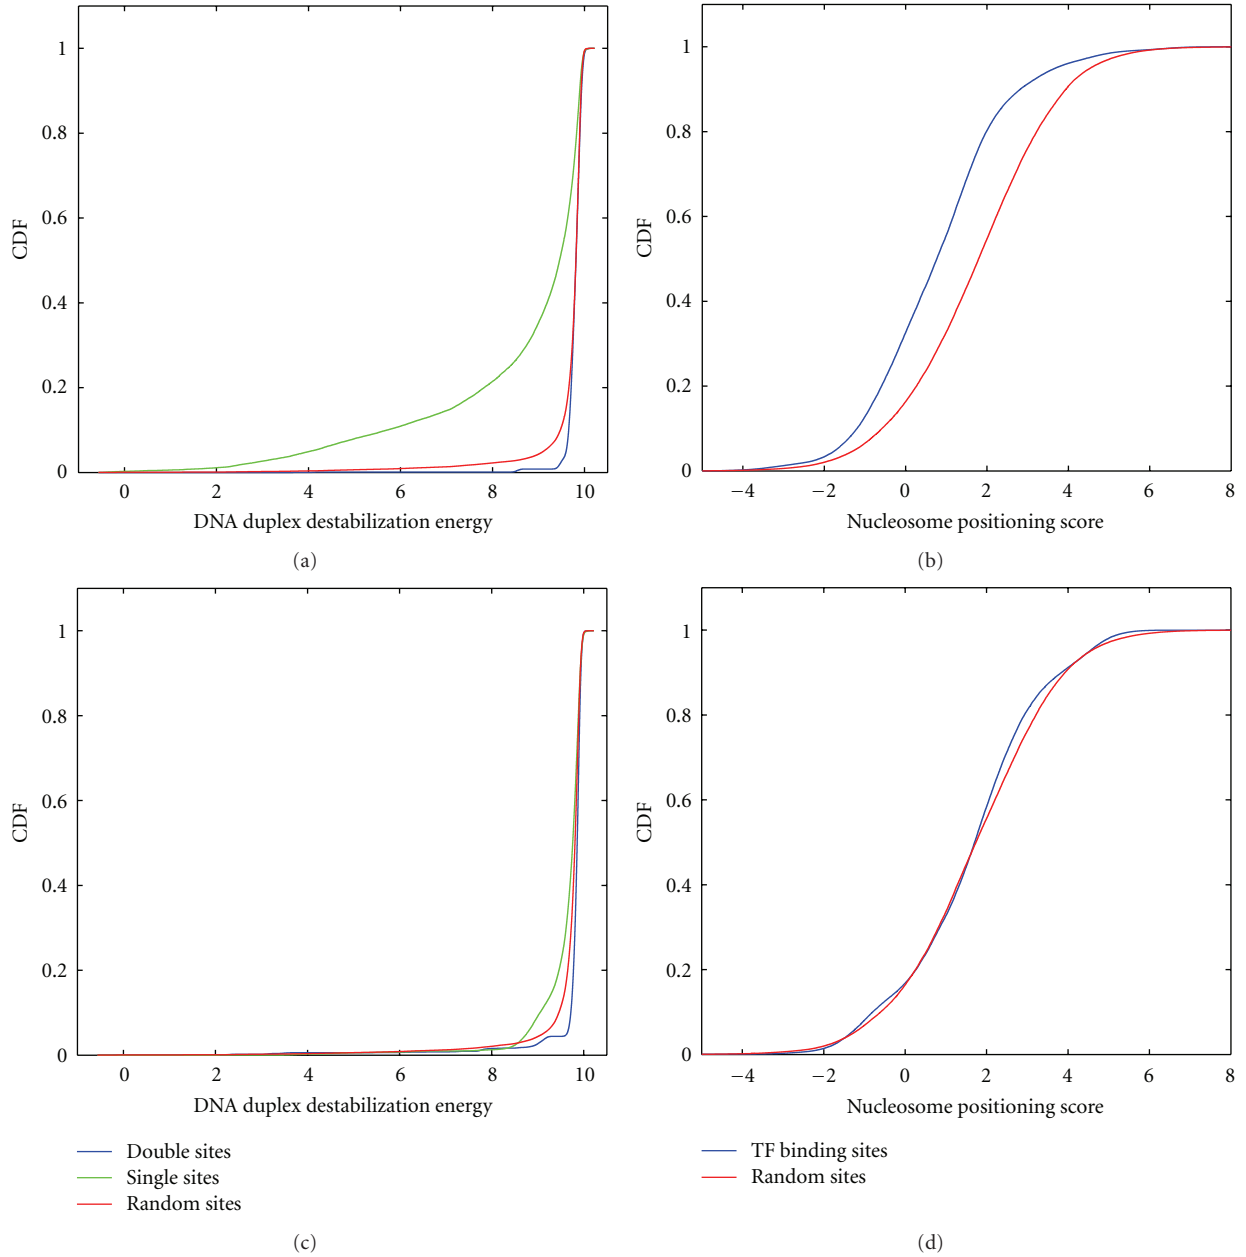 1
0.8
0.6
0.4
0.2
0
CDF
0 2 4 6 8 10
DNA duplex destabilization energy
(a)
1
0.8
0.6
0.4
0.2
0
CDF
−4 −2 0 2 4 6 8
Nucleosome positioning score
(b)
1
0.8
0.6
0.4
0.2
0
CDF
0 2 4 6 8 10
DNA duplex destabilization energy
Double sites
Single sites
Random sites
(c)
1
0.8
0.6
0.4
0.2
0
CDF
−4 −2 0 2 4 6 8
Nucleosome positioning score
TF binding sites
Random sites
(d)